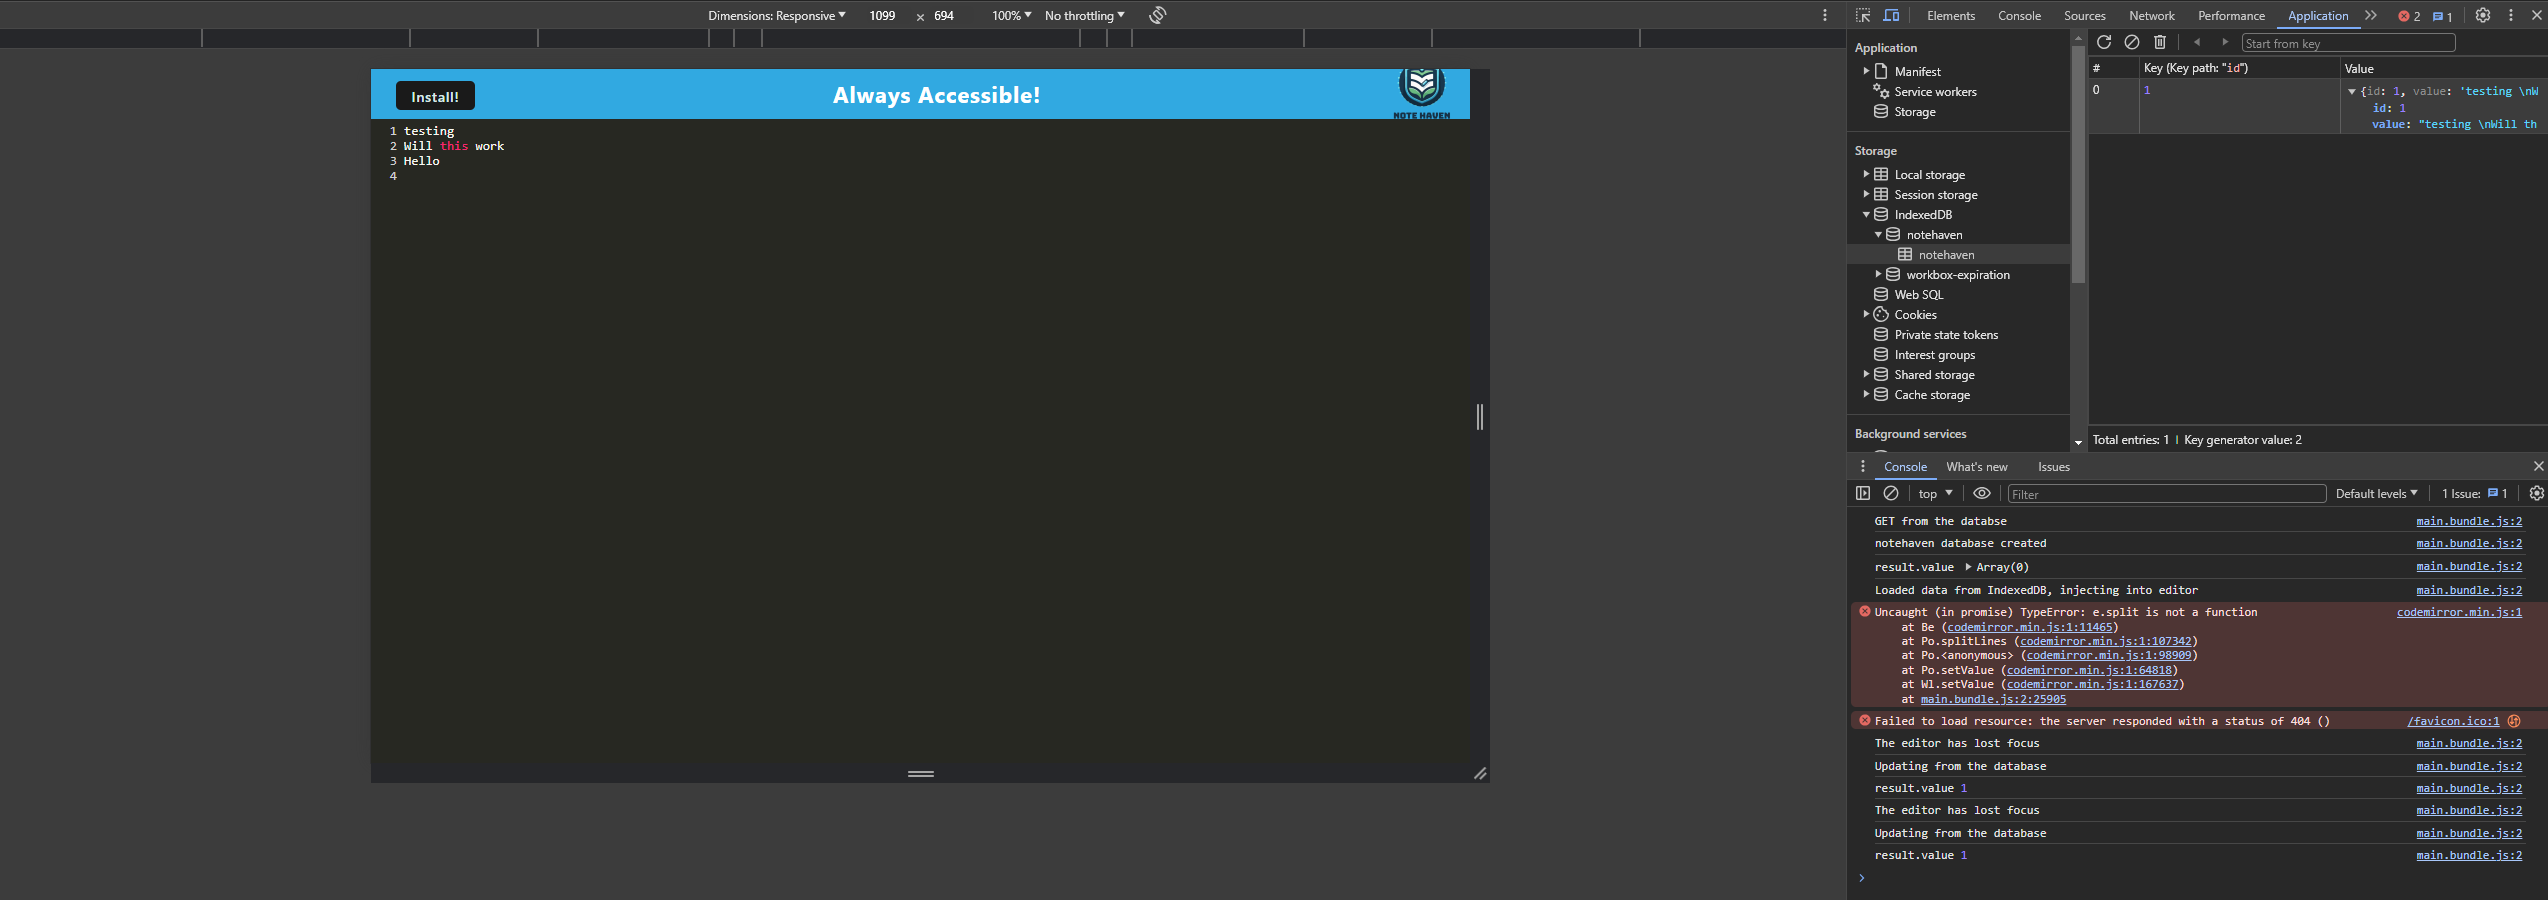 Dimensions: Responsive 1099 × 694 100% No throttling
Install!
Always Accessible!
NOTE HAVEN
1 testing
2 Will this work
3 Hello
4
Elements Console Sources Network Performance Application 2 1
Application
Manifest
Service workers
Storage
Storage
Local storage
Session storage
IndexedDB
notehaven
notehaven
workbox-expiration
Web SQL
Cookies
Private state tokens
Interest groups
Shared storage
Cache storage
Background services
Start from key
# Key (Key path: "id") Value
0 1 {id: 1, value: 'testing \nW
id: 1
value: "testing \nWill th
Total entries: 1 Key generator value: 2
Console What's new Issues
top Filter Default levels 1 Issue: 1
GET from the databse main.bundle.js:2
notehaven database created main.bundle.js:2
result.value Array(0) main.bundle.js:2
Loaded data from IndexedDB, injecting into editor main.bundle.js:2
Uncaught (in promise) TypeError: e.split is not a function codemirror.min.js:1
at Be (codemirror.min.js:1:11465)
at Po.splitLines (codemirror.min.js:1:107342)
at Po.<anonymous> (codemirror.min.js:1:98909)
at Po.setValue (codemirror.min.js:1:64818)
at Wl.setValue (codemirror.min.js:1:167637)
at main.bundle.js:2:25905
Failed to load resource: the server responded with a status of 404 () /favicon.ico:1
The editor has lost focus main.bundle.js:2
Updating from the database main.bundle.js:2
result.value 1 main.bundle.js:2
The editor has lost focus main.bundle.js:2
Updating from the database main.bundle.js:2
result.value 1 main.bundle.js:2